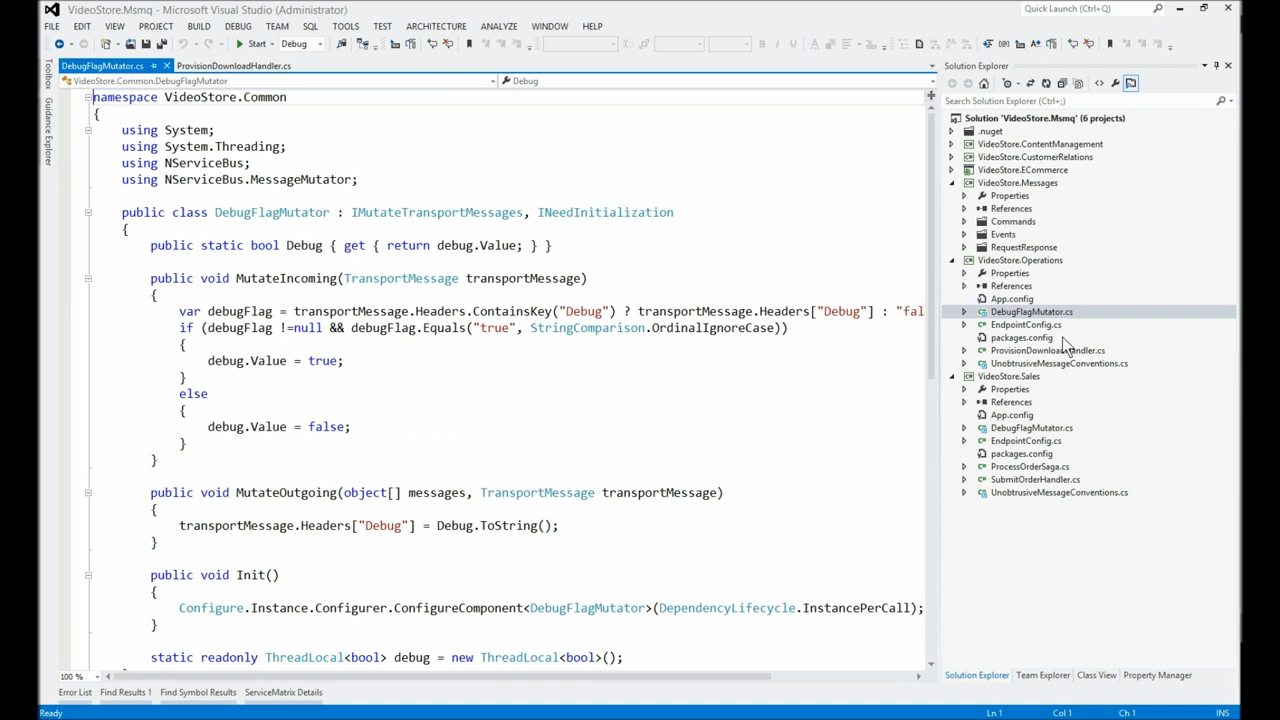 VideoStore.Msmq - Microsoft Visual Studio (Administrator)
Quick Launch (Ctrl+Q)
FILE EDIT VIEW PROJECT BUILD DEBUG TEAM SQL TOOLS TEST ARCHITECTURE ANALYZE WINDOW HELP
Start Debug
Toolbox
Guidance Explorer
DebugFlagMutator.cs ProvisionDownloadHandler.cs
VideoStore.Common.DebugFlagMutator Debug
namespace VideoStore.Common
{
using System;
using System.Threading;
using NServiceBus;
using NServiceBus.MessageMutator;
public class DebugFlagMutator : IMutateTransportMessages, INeedInitialization
{
public static bool Debug { get { return debug.Value; } }
public void MutateIncoming(TransportMessage transportMessage)
{
var debugFlag = transportMessage.Headers.ContainsKey("Debug") ? transportMessage.Headers["Debug"] : "fal
if (debugFlag !=null && debugFlag.Equals("true", StringComparison.OrdinalIgnoreCase))
{
debug.Value = true;
}
else
{
debug.Value = false;
}
}
public void MutateOutgoing(object[] messages, TransportMessage transportMessage)
{
transportMessage.Headers["Debug"] = Debug.ToString();
}
public void Init()
{
Configure.Instance.Configurer.ConfigureComponent<DebugFlagMutator>(DependencyLifecycle.InstancePerCall);
}
static readonly ThreadLocal<bool> debug = new ThreadLocal<bool>();
100 %
Solution Explorer
Search Solution Explorer (Ctrl+;)
Solution 'VideoStore.Msmq' (6 projects)
.nuget
VideoStore.ContentManagement
VideoStore.CustomerRelations
VideoStore.ECommerce
VideoStore.Messages
Properties
References
Commands
Events
RequestResponse
VideoStore.Operations
Properties
References
App.config
DebugFlagMutator.cs
EndpointConfig.cs
packages.config
ProvisionDownloadHandler.cs
UnobtrusiveMessageConventions.cs
VideoStore.Sales
Properties
References
App.config
DebugFlagMutator.cs
EndpointConfig.cs
packages.config
ProcessOrderSaga.cs
SubmitOrderHandler.cs
UnobtrusiveMessageConventions.cs
Solution Explorer Team Explorer Class View Property Manager
Error List Find Results 1 Find Symbol Results ServiceMatrix Details
Ready Ln 1 Col 1 Ch 1 INS